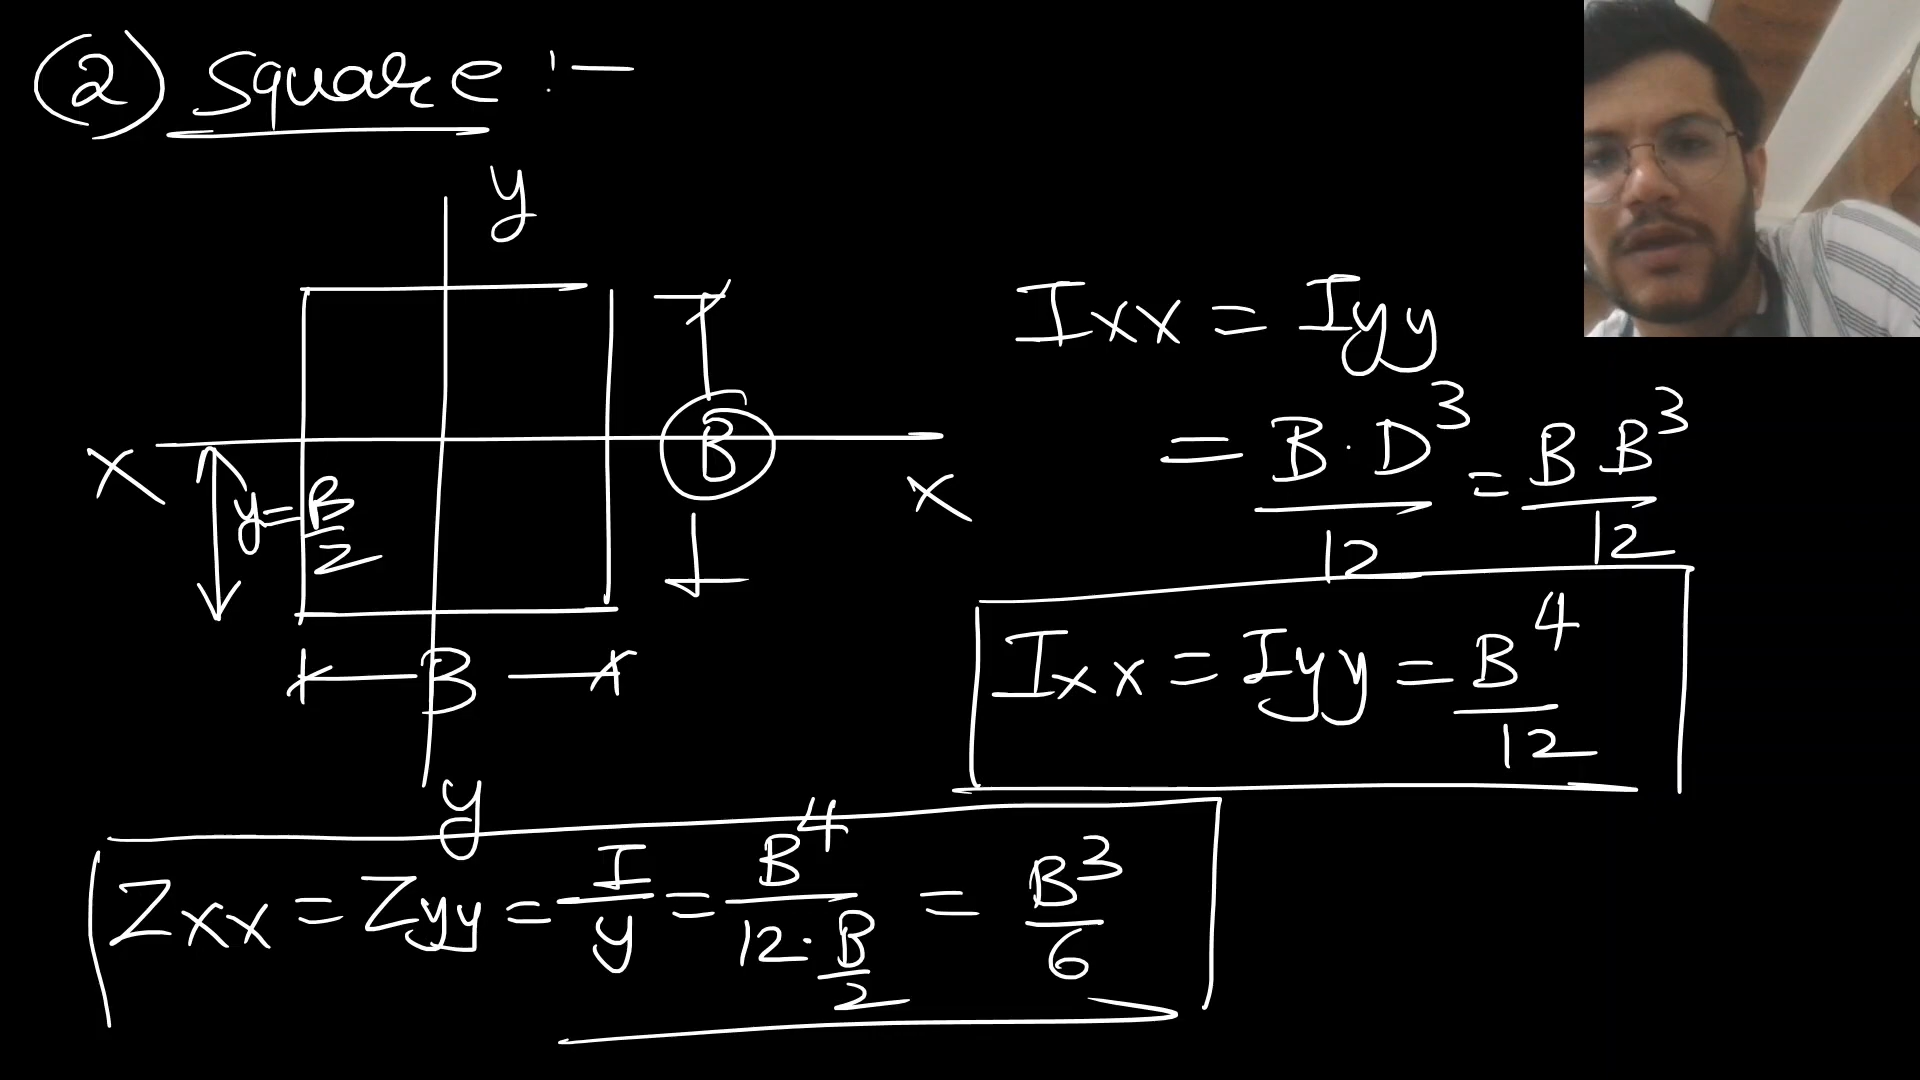 ② Square :-
y
x
y = B/2
B
x
B
y
Ixx = Iyy
= B·D³/12 = B B³/12
Ixx = Iyy = B⁴/12
Zxx = Zyy = I/y = B⁴/(12·B/2) = B³/6